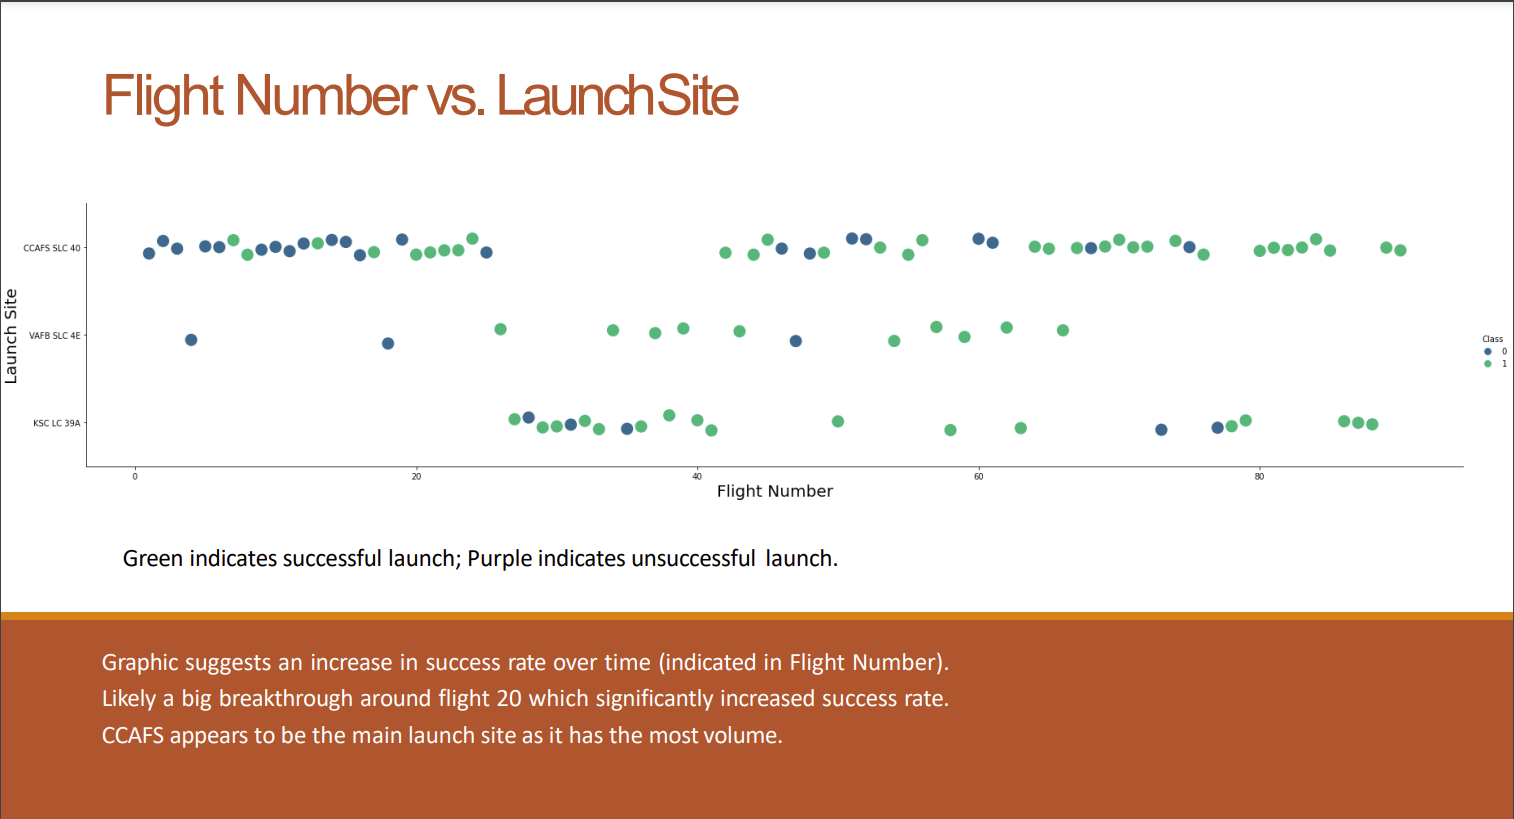 Flight Number vs. Launch Site
CCAFS SLC 40
VAFB SLC 4E
KSC LC 39A
Launch Site
0
20
40
60
80
Flight Number
Class
0
1
Green indicates successful launch; Purple indicates unsuccessful launch.
Graphic suggests an increase in success rate over time (indicated in Flight Number).
Likely a big breakthrough around flight 20 which significantly increased success rate.
CCAFS appears to be the main launch site as it has the most volume.